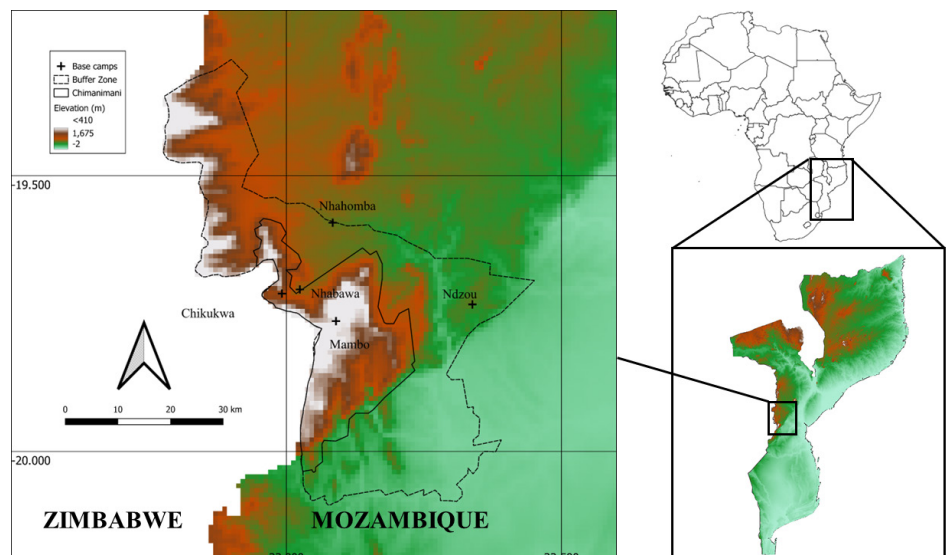 Base camps
Buffer Zone
Chimanimani
Elevation (m)
<410
1,675
-2
-19.500
Nhahomba
Nhabawa
Ndzou
Chikukwa
Mambo
0 10 20 30 km
-20.000
ZIMBABWE MOZAMBIQUE